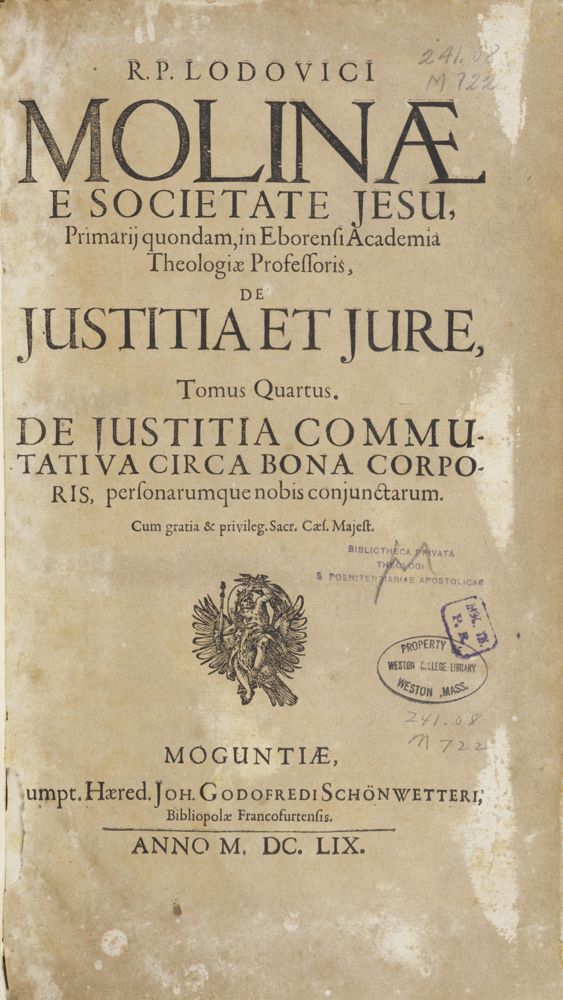 241.08
M722
R. P. LODOVICI
MOLINÆ
E SOCIETATE JESU,
Primarij quondam, in Eborensi Academia
Theologiæ Professoris,
DE
JUSTITIA ET JURE,
Tomus Quartus.
DE JUSTITIA COMMU-
TATIVA CIRCA BONA CORPO-
RIS, personarumque nobis conjunctarum.
Cum gratia & privileg. Sacr. Cæs. Majest.
BIBLIOTHECA PRIVATA
THEOLOGI
S POENITENTIARIAE APOSTOLICAE
P. R.
PROPERTY
WESTON COLLEGE LIBRARY
WESTON, MASS.
241.08
M722
MOGUNTIÆ,
umpt. Hæred. JOH. GODOFREDI SCHÖNWETTERI,
Bibliopolæ Francofurtensis.
ANNO M, DC. LIX.